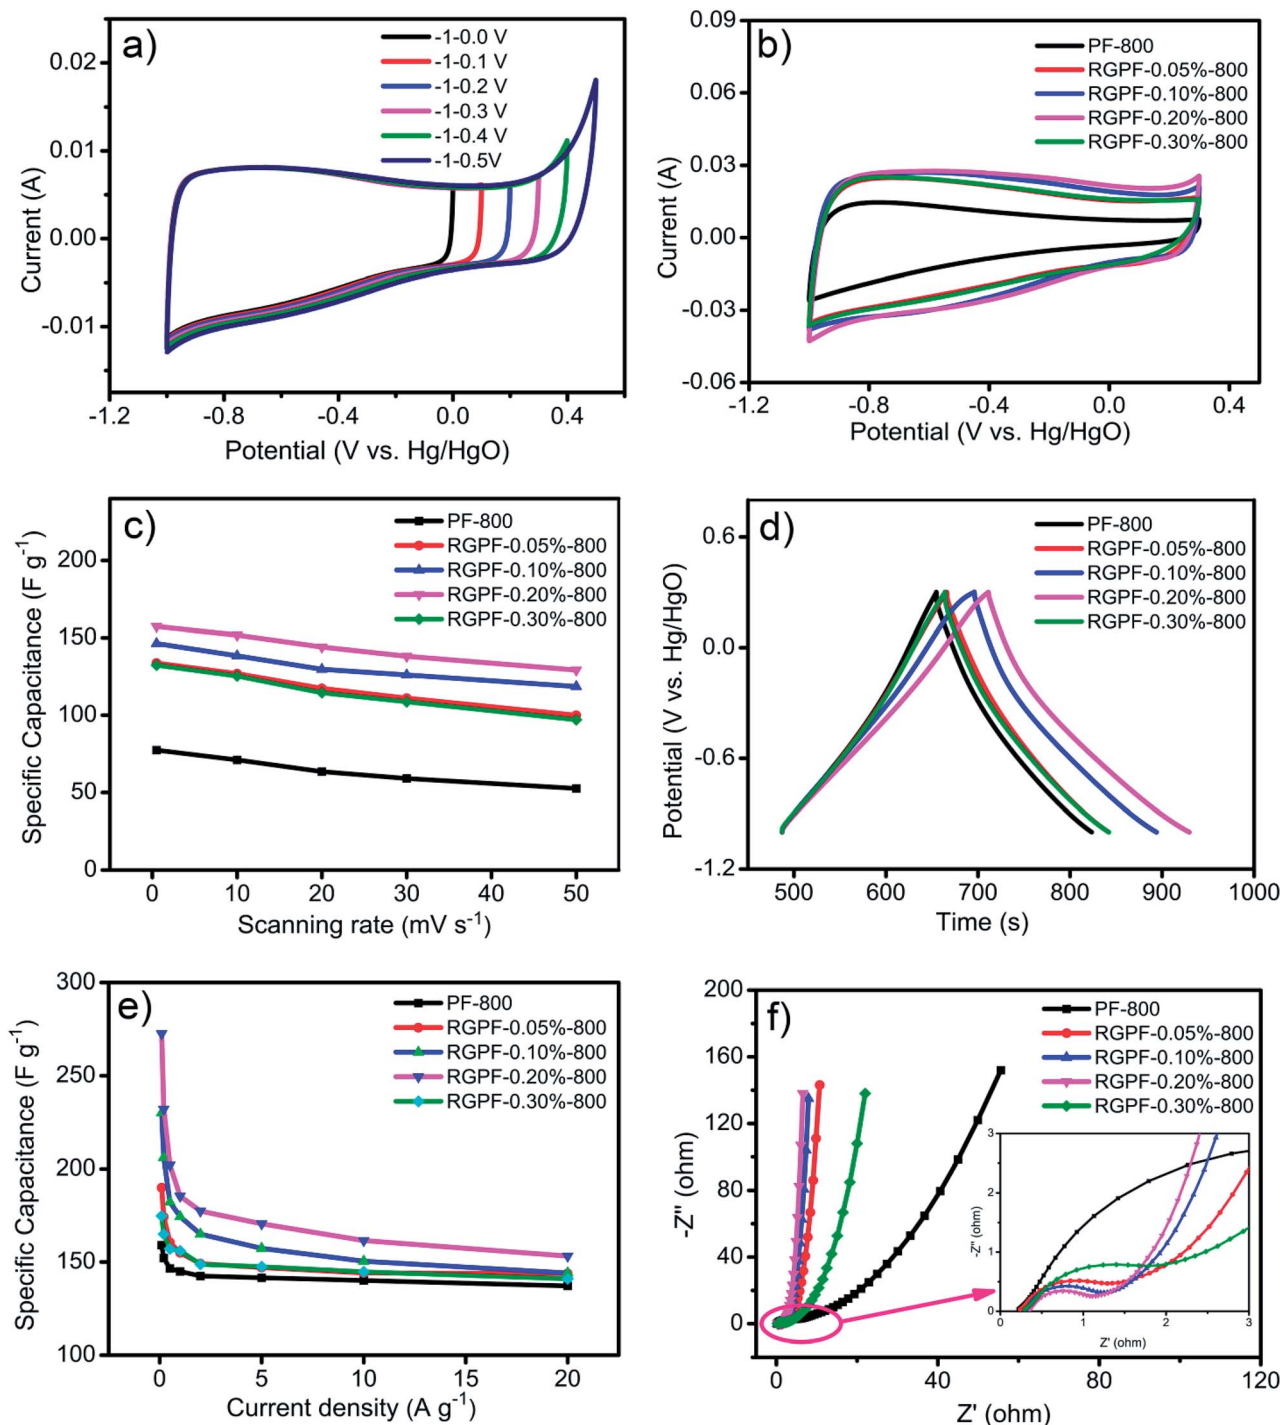 a)
-1-0.0 V
-1-0.1 V
-1-0.2 V
-1-0.3 V
-1-0.4 V
-1-0.5V
0.02
0.01
0.00
-0.01
Current (A)
-1.2
-0.8
-0.4
0.0
0.4
Potential (V vs. Hg/HgO)
b)
PF-800
RGPF-0.05%-800
RGPF-0.10%-800
RGPF-0.20%-800
RGPF-0.30%-800
0.09
0.06
0.03
0.00
-0.03
-0.06
Current (A)
-1.2
-0.8
-0.4
0.0
0.4
Potential (V vs. Hg/HgO)
c)
PF-800
RGPF-0.05%-800
RGPF-0.10%-800
RGPF-0.20%-800
RGPF-0.30%-800
200
150
100
50
0
Specific Capacitance (F g⁻¹)
0
10
20
30
40
50
Scanning rate (mV s⁻¹)
d)
PF-800
RGPF-0.05%-800
RGPF-0.10%-800
RGPF-0.20%-800
RGPF-0.30%-800
0.6
0.0
-0.6
-1.2
Potential (V vs. Hg/HgO)
500
600
700
800
900
1000
Time (s)
e)
PF-800
RGPF-0.05%-800
RGPF-0.10%-800
RGPF-0.20%-800
RGPF-0.30%-800
300
250
200
150
100
Specific Capacitance (F g⁻¹)
0
5
10
15
20
Current density (A g⁻¹)
f)
PF-800
RGPF-0.05%-800
RGPF-0.10%-800
RGPF-0.20%-800
RGPF-0.30%-800
200
160
120
80
40
0
-Z" (ohm)
0
40
80
120
Z' (ohm)
3
2
1
0
-Z" (ohm)
0
1
2
3
Z' (ohm)